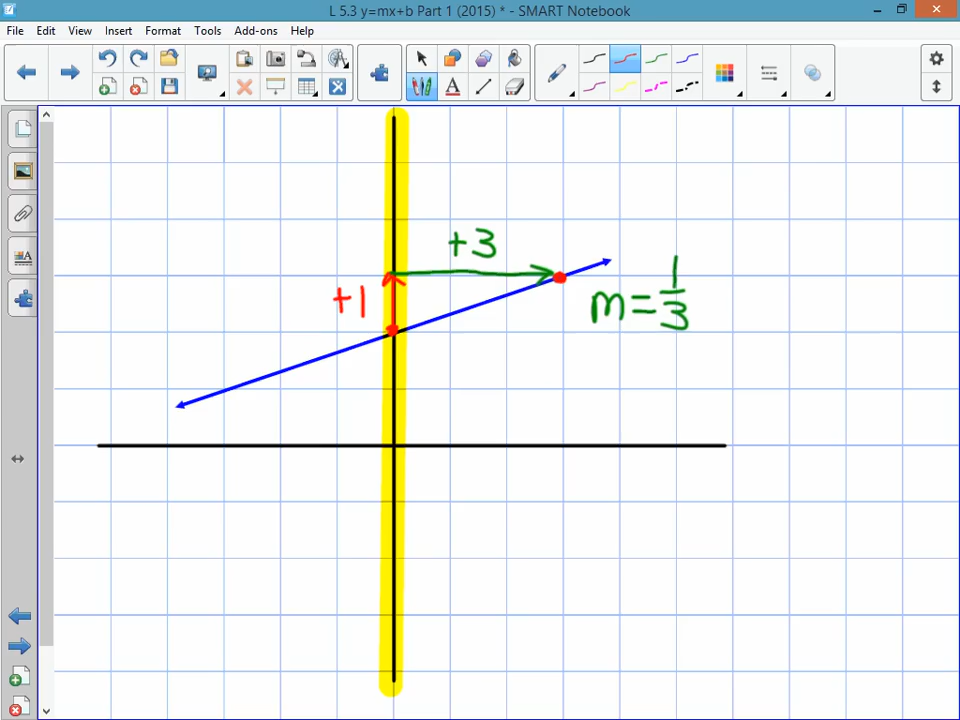 L 5.3 y=mx+b Part 1 (2015) * - SMART Notebook
File Edit View Insert Format Tools Add-ons Help
+3
+1
m=1/3